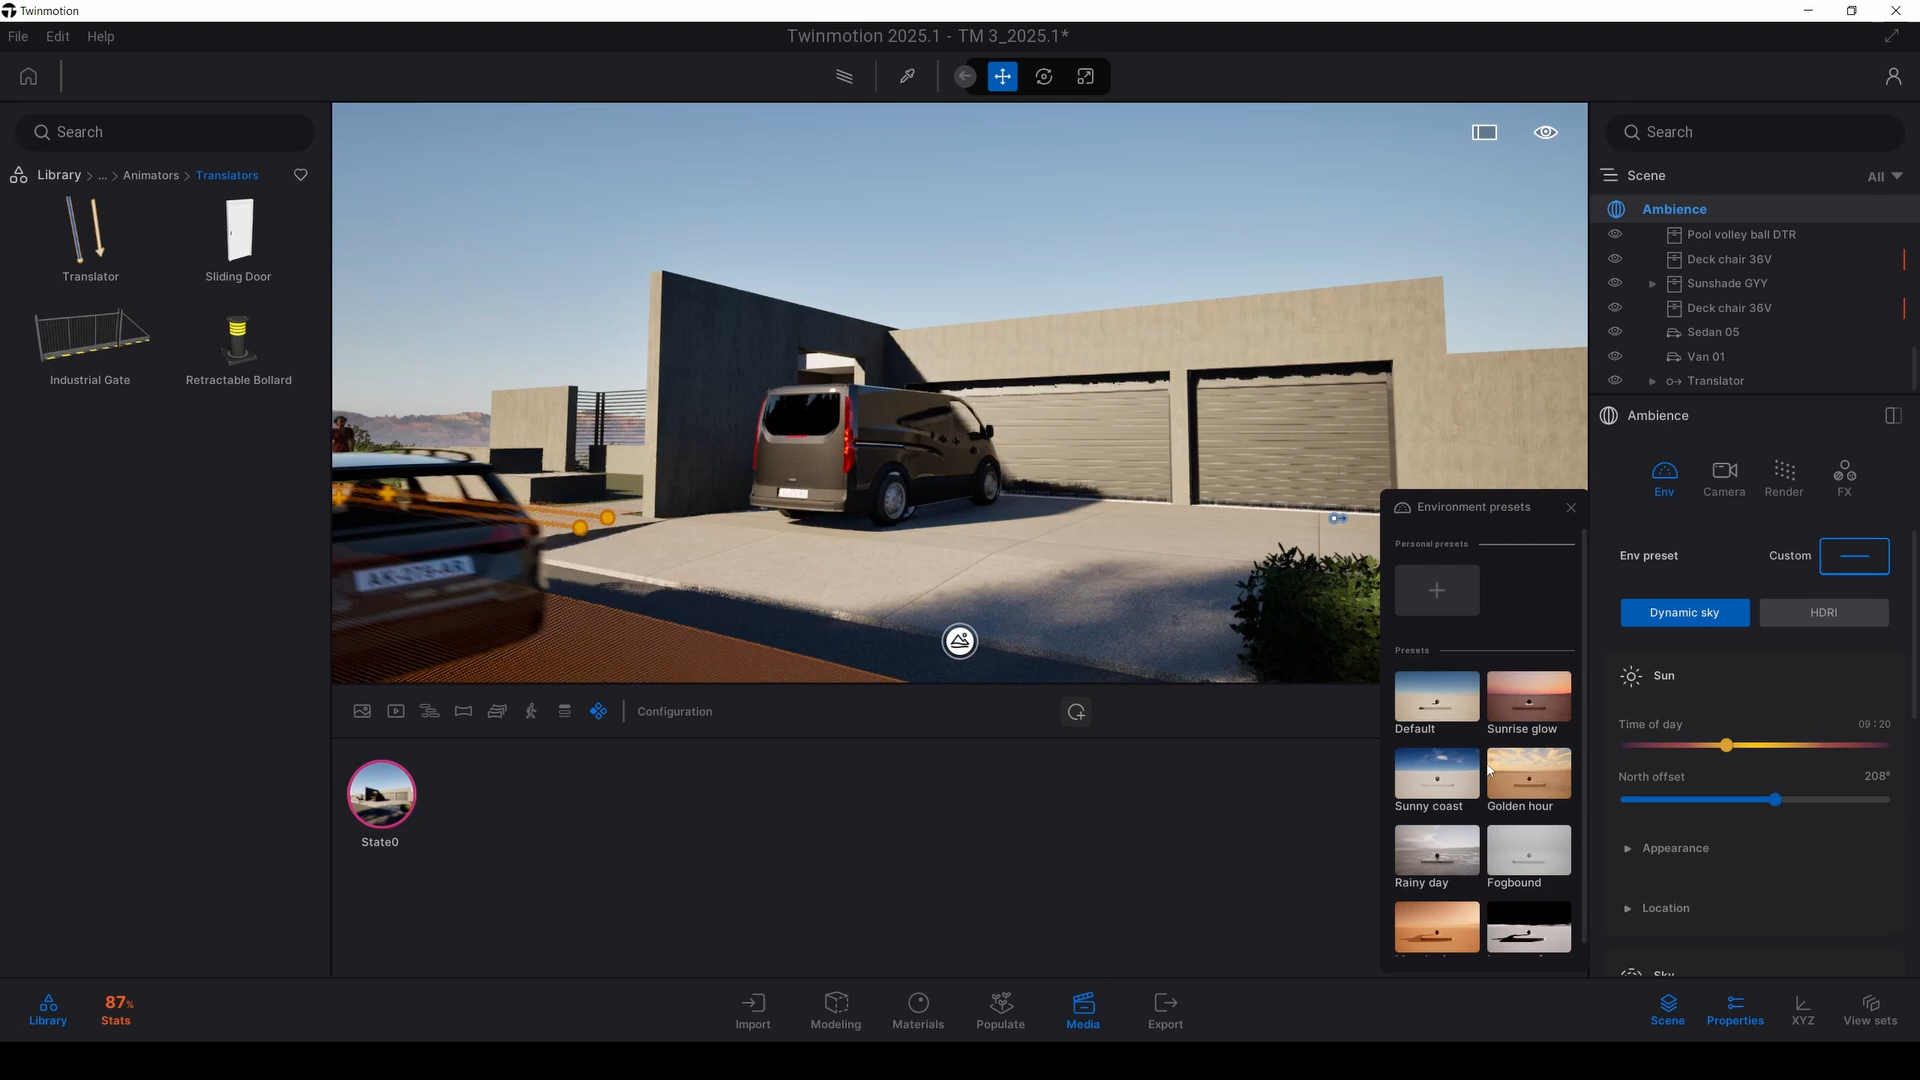 Twinmotion
File Edit Help
Twinmotion 2025.1 - TM 3_2025.1*
Search
Library > ... > Animators > Translators
Translator
Sliding Door
Industrial Gate
Retractable Bollard
AK-279-AR
Search
Scene
All
Ambience
Pool volley ball DTR
Deck chair 36V
Sunshade GYY
Deck chair 36V
Sedan 05
Van 01
Translator
Ambience
Env
Camera
Render
FX
Env preset
Custom
Dynamic sky
HDRI
Sun
Time of day
09:20
North offset
208°
Appearance
Location
Sky
Environment presets
Personal presets
Presets
Default
Sunrise glow
Sunny coast
Golden hour
Rainy day
Fogbound
Configuration
State0
Library
87%
Stats
Import
Modeling
Materials
Populate
Media
Export
Scene
Properties
XYZ
View sets